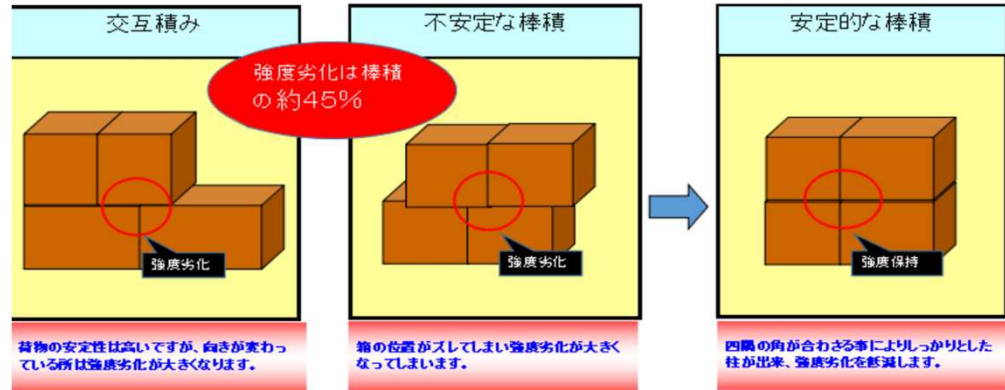 交互積み
不安定な棒積
安定的な棒積
強度劣化は棒積
の約45%
強度劣化
強度劣化
強度保持
荷物の安定性は高いですが、向きが変わっ
ている所は強度劣化が大きくなります。
箱の位置がズレてしまい強度劣化が大きく
なってしまいます。
四隅の角が合わさる事によりしっかりとした
柱が出来、強度劣化を低減します。